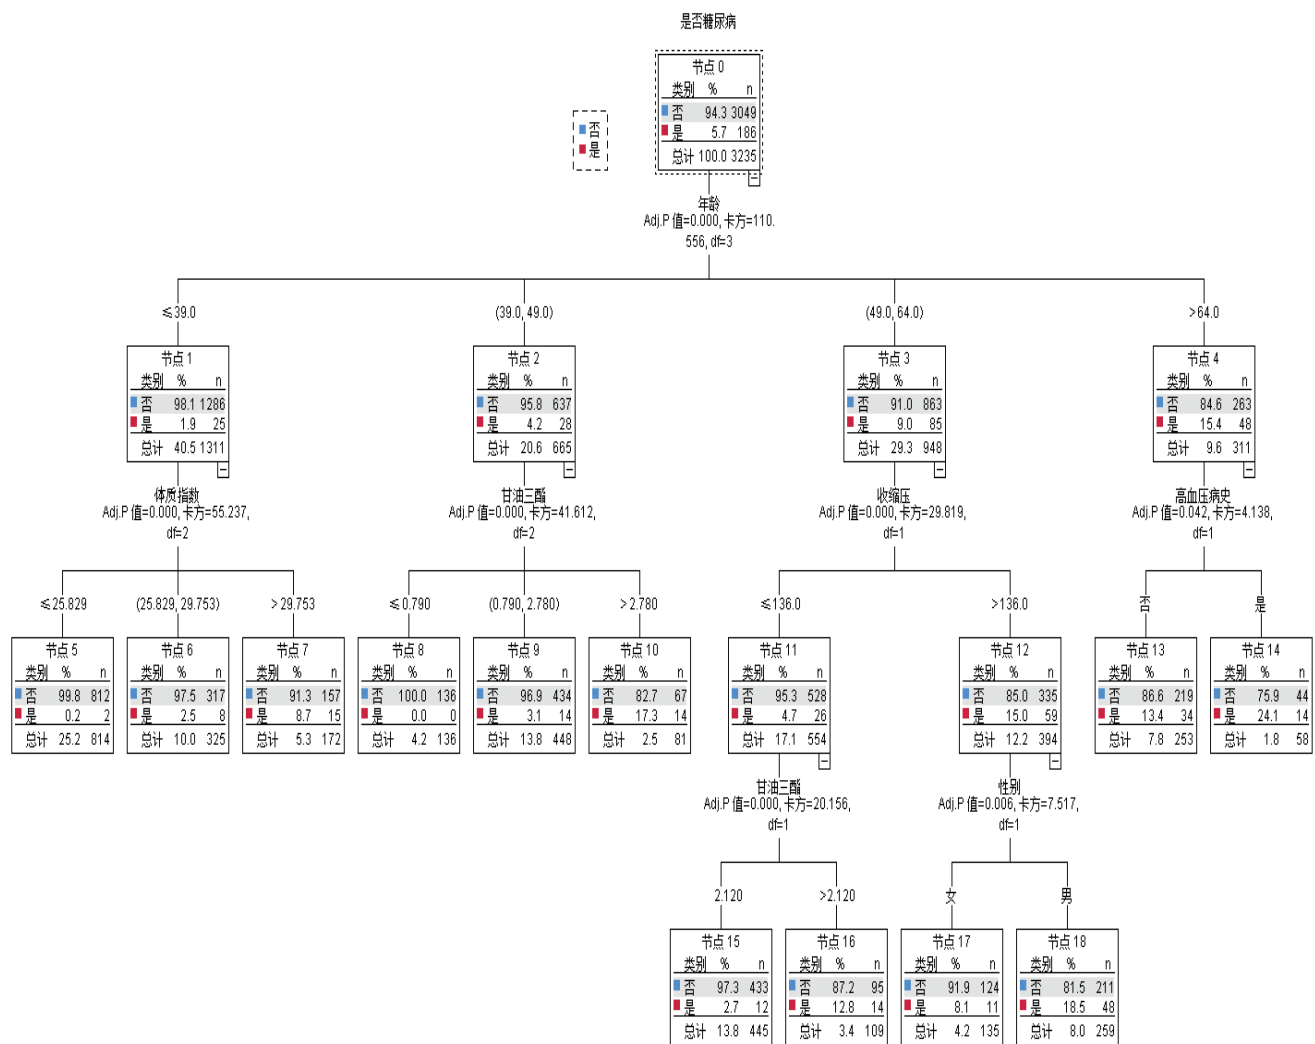 是否糖尿病
节点 0
类别 % n
否 94.3 3049
是 5.7 186
总计 100.0 3235
否
是
年龄
Adj.P 值=0.000, 卡方=110.
556, df=3
≤39.0
(39.0, 49.0)
(49.0, 64.0)
>64.0
节点 1
类别 % n
否 98.1 1286
是 1.9 25
总计 40.5 1311
节点 2
类别 % n
否 95.8 637
是 4.2 28
总计 20.6 665
节点 3
类别 % n
否 91.0 863
是 9.0 85
总计 29.3 948
节点 4
类别 % n
否 84.6 263
是 15.4 48
总计 9.6 311
体质指数
Adj.P 值=0.000, 卡方=55.237,
df=2
甘油三酯
Adj.P 值=0.000, 卡方=41.612,
df=2
收缩压
Adj.P 值=0.000, 卡方=29.819,
df=1
高血压病史
Adj.P 值=0.042, 卡方=4.138,
df=1
≤25.829
(25.829, 29.753)
>29.753
≤0.790
(0.790, 2.780)
>2.780
≤136.0
>136.0
否
是
节点 5
类别 % n
否 99.8 812
是 0.2 2
总计 25.2 814
节点 6
类别 % n
否 97.5 317
是 2.5 8
总计 10.0 325
节点 7
类别 % n
否 91.3 157
是 8.7 15
总计 5.3 172
节点 8
类别 % n
否 100.0 136
是 0.0 0
总计 4.2 136
节点 9
类别 % n
否 96.9 434
是 3.1 14
总计 13.8 448
节点 10
类别 % n
否 82.7 67
是 17.3 14
总计 2.5 81
节点 11
类别 % n
否 95.3 528
是 4.7 26
总计 17.1 554
节点 12
类别 % n
否 85.0 335
是 15.0 59
总计 12.2 394
节点 13
类别 % n
否 86.6 219
是 13.4 34
总计 7.8 253
节点 14
类别 % n
否 75.9 44
是 24.1 14
总计 1.8 58
甘油三酯
Adj.P 值=0.000, 卡方=20.156,
df=1
性别
Adj.P 值=0.006, 卡方=7.517,
df=1
2.120
>2.120
女
男
节点 15
类别 % n
否 97.3 433
是 2.7 12
总计 13.8 445
节点 16
类别 % n
否 87.2 95
是 12.8 14
总计 3.4 109
节点 17
类别 % n
否 91.9 124
是 8.1 11
总计 4.2 135
节点 18
类别 % n
否 81.5 211
是 18.5 48
总计 8.0 259